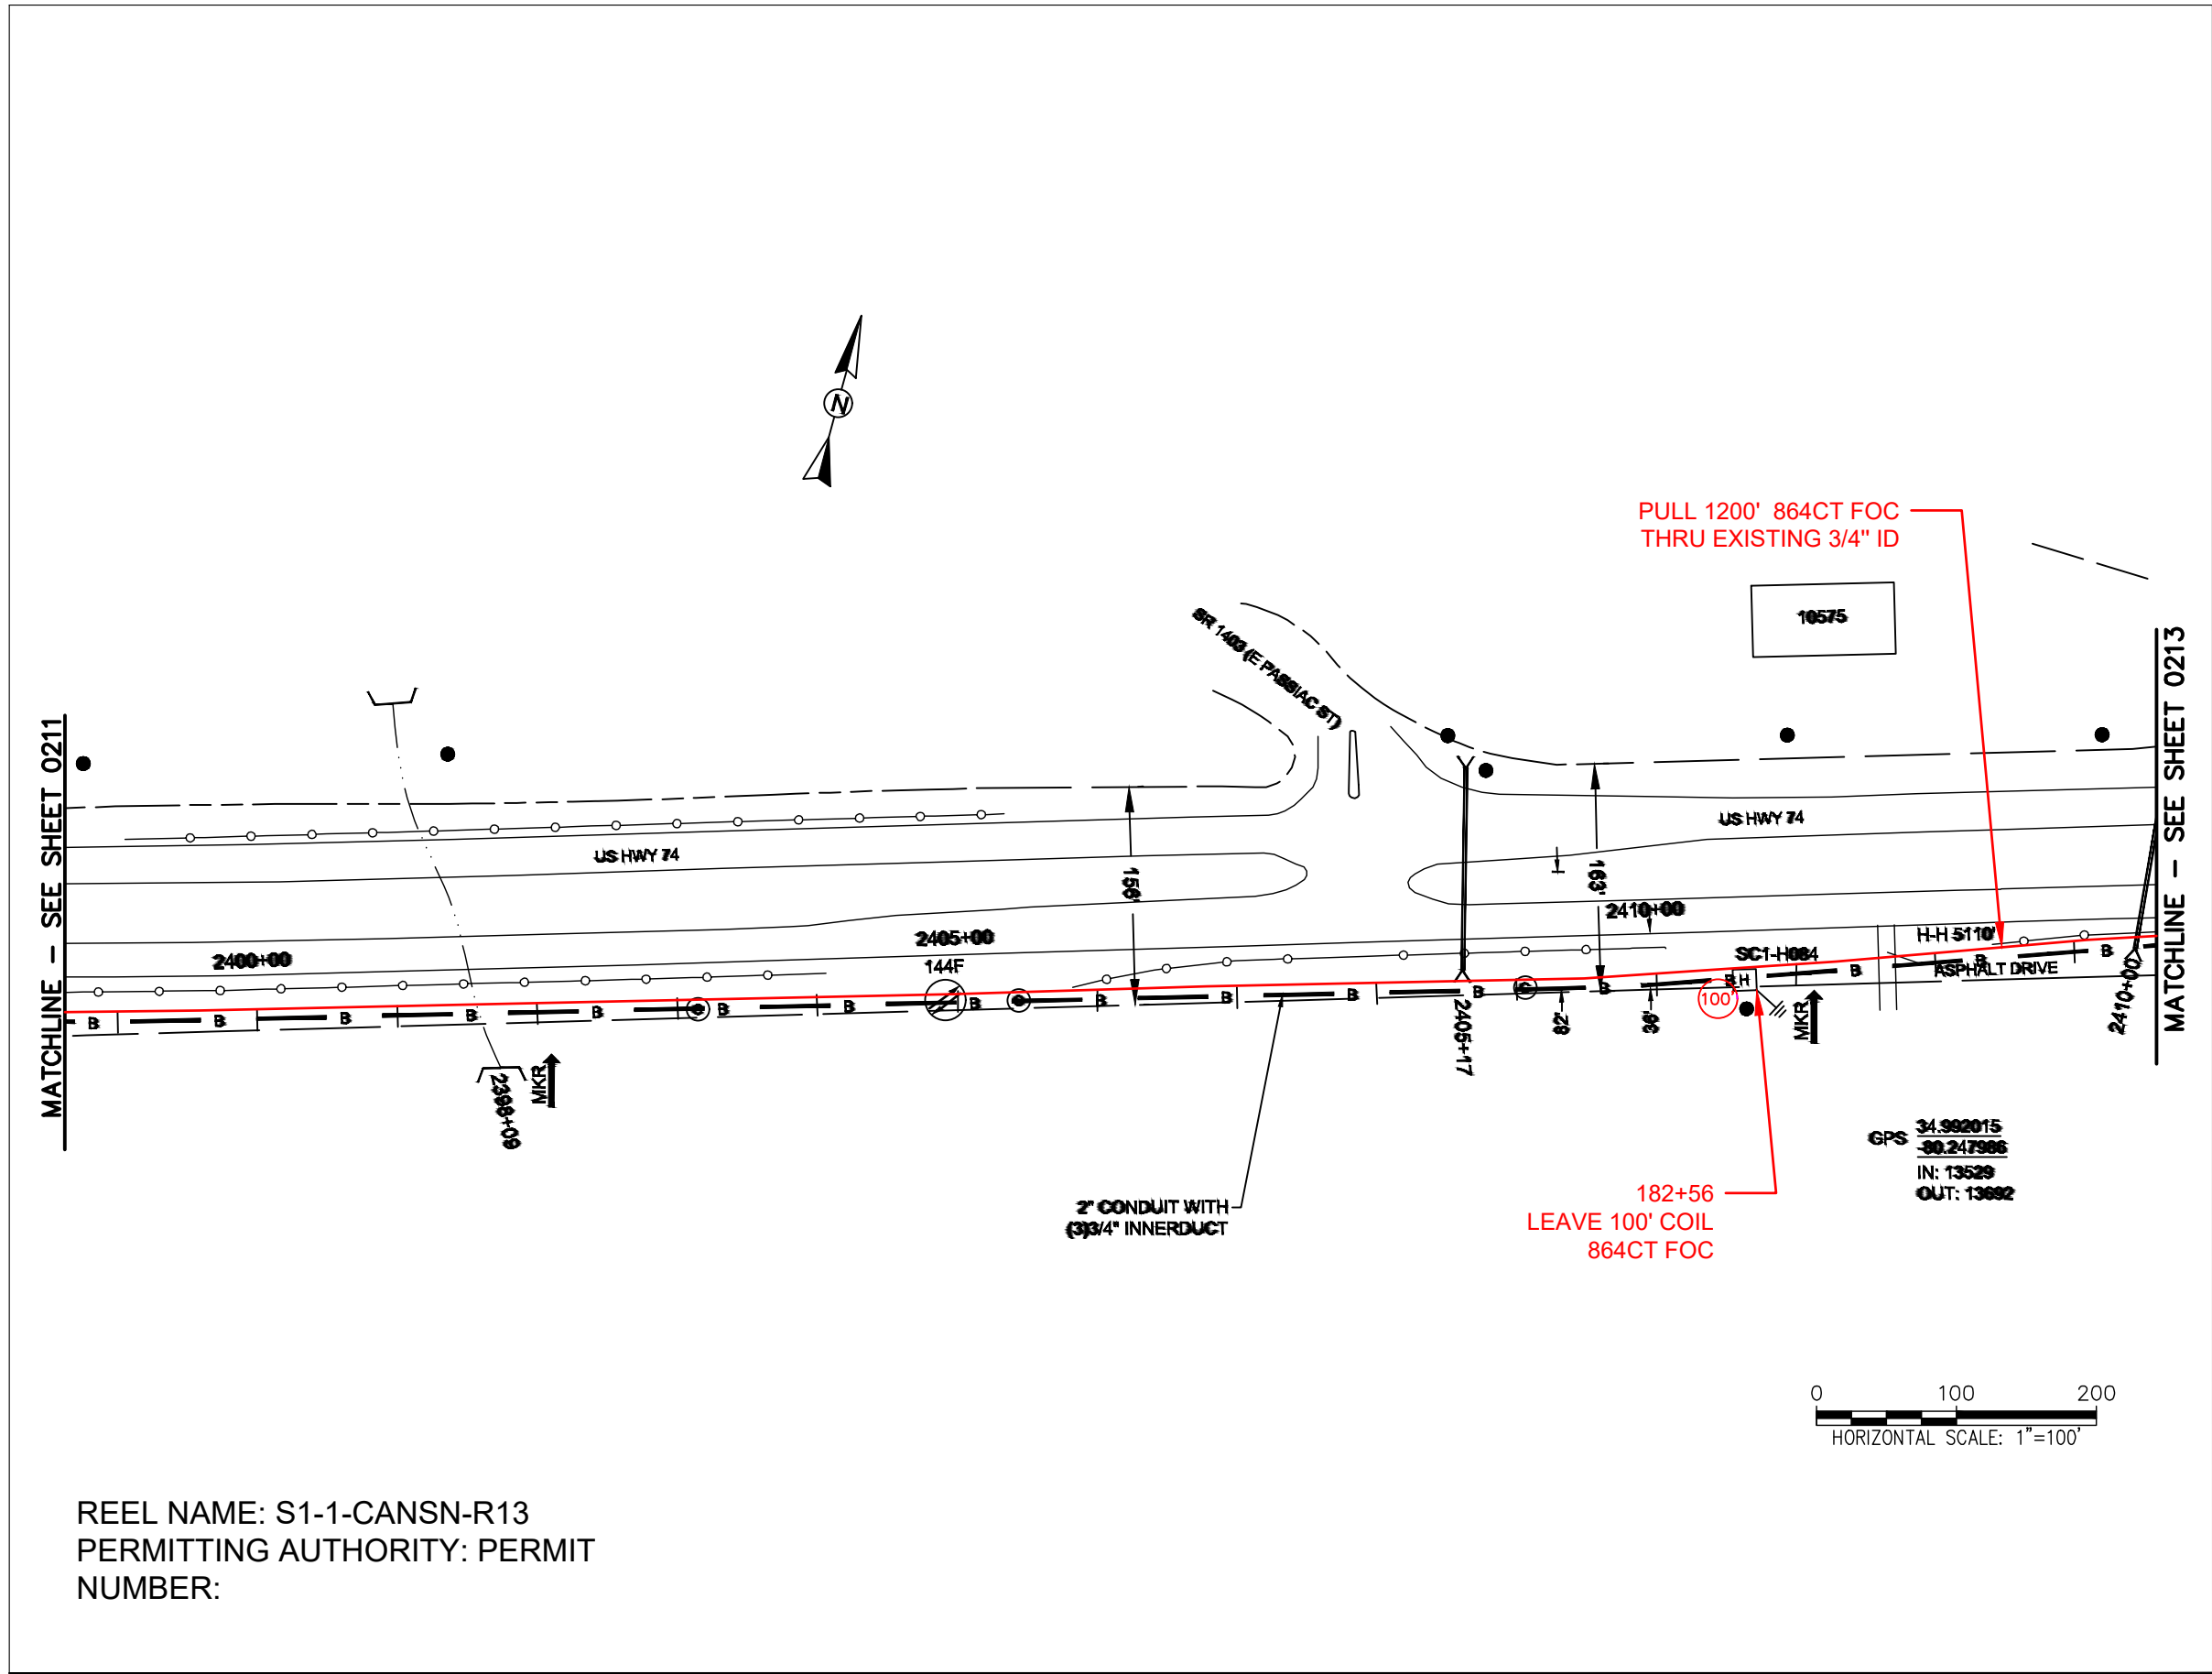 N
PULL 1200' 864CT FOC
THRU EXISTING 3/4" ID
10575
SR 1403 (E PASSIAC ST)
MATCHLINE - SEE SHEET 0211
MATCHLINE - SEE SHEET 0213
US HWY 74
US HWY 74
163'
2410+00
2405+00
2400+00
144F
H-H 5110'
SC1-H084
ASPHALT DRIVE
B B B B B B B B B B B B B B B B
H
100'
82'
36'
MKR
MKR
2405+17
2410+00
2398+09
GPS 34.992015
-80.247986
IN: 13529
OUT: 13692
2" CONDUIT WITH
(3)3/4" INNERDUCT
182+56
LEAVE 100' COIL
864CT FOC
0 100 200
HORIZONTAL SCALE: 1"=100'
REEL NAME: S1-1-CANSN-R13
PERMITTING AUTHORITY: PERMIT
NUMBER: